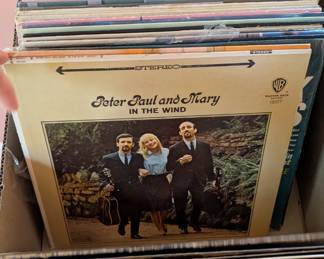 STEREO
Peter Paul and Mary
IN THE WIND